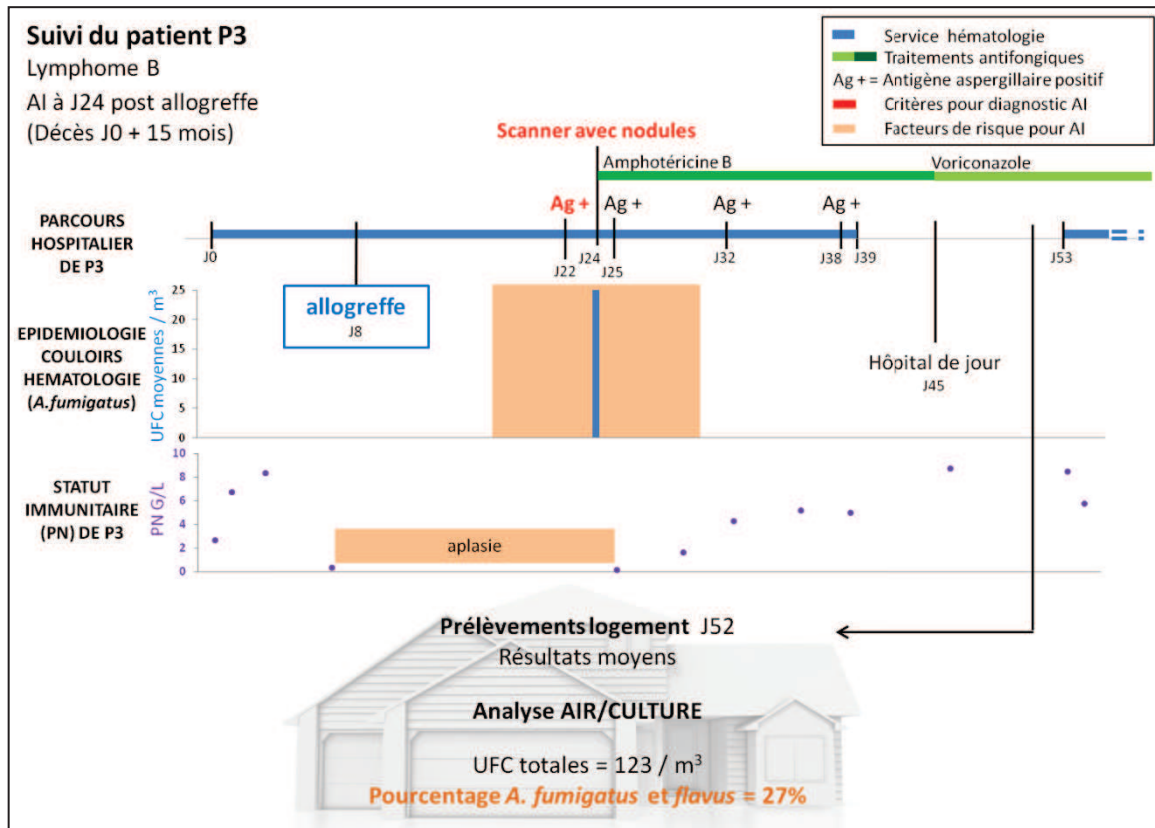 Suivi du patient P3
Lymphome B
AI à J24 post allogreffe
(Décès J0 + 15 mois)
Service hématologie
Traitements antifongiques
Ag + = Antigène aspergillaire positif
Critères pour diagnostic AI
Facteurs de risque pour AI
Scanner avec nodules
Amphotéricine B
Voriconazole
Ag +
Ag +
Ag +
Ag +
PARCOURS
HOSPITALIER
DE P3
J0
J22
J24
J25
J32
J38
J39
J53
allogreffe
J8
Hôpital de jour
J45
EPIDEMIOLOGIE
COULOIRS
HEMATOLOGIE
(A.fumigatus)
UFC moyennes / m³
25
20
15
10
5
0
STATUT
IMMUNITAIRE
(PN) DE P3
PN G/L
10
8
6
4
2
0
aplasie
Prélèvements logement J52
Résultats moyens
Analyse AIR/CULTURE
UFC totales = 123 / m³
Pourcentage A. fumigatus et flavus = 27%